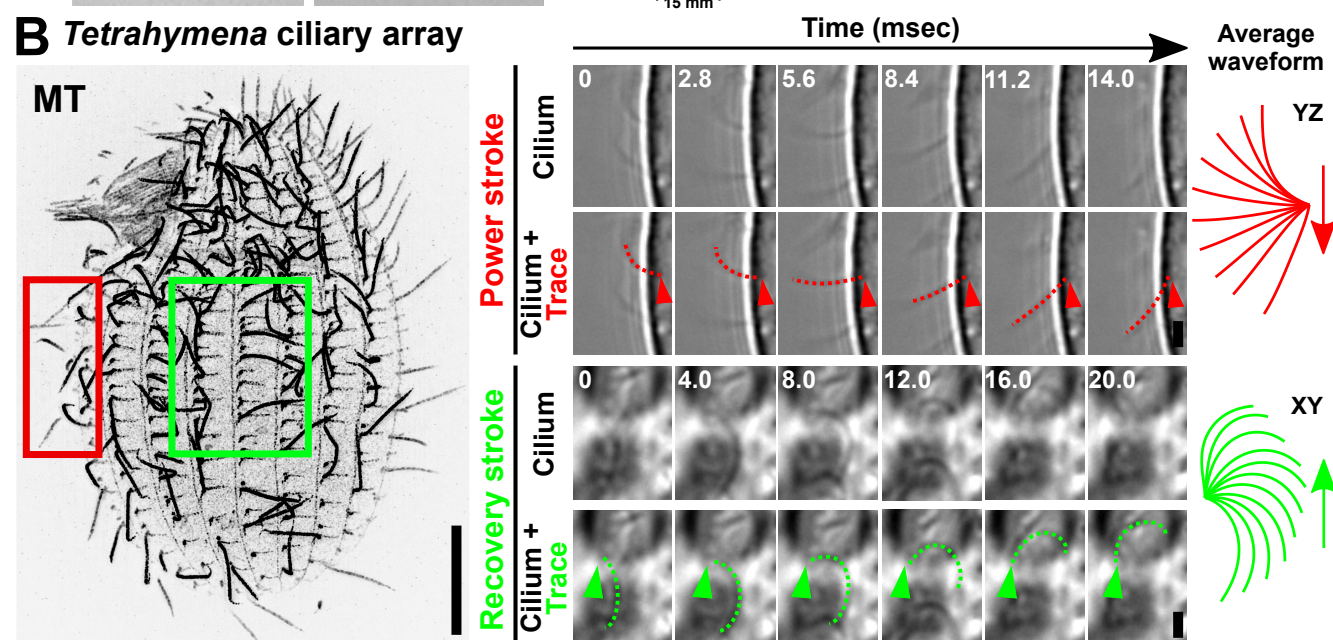 15 mm
B Tetrahymena ciliary array
Time (msec)
Average
waveform
MT
Power stroke
Cilium
0 2.8 5.6 8.4 11.2 14.0
YZ
Cilium +
Trace
Recovery stroke
Cilium
0 4.0 8.0 12.0 16.0 20.0
XY
Cilium +
Trace